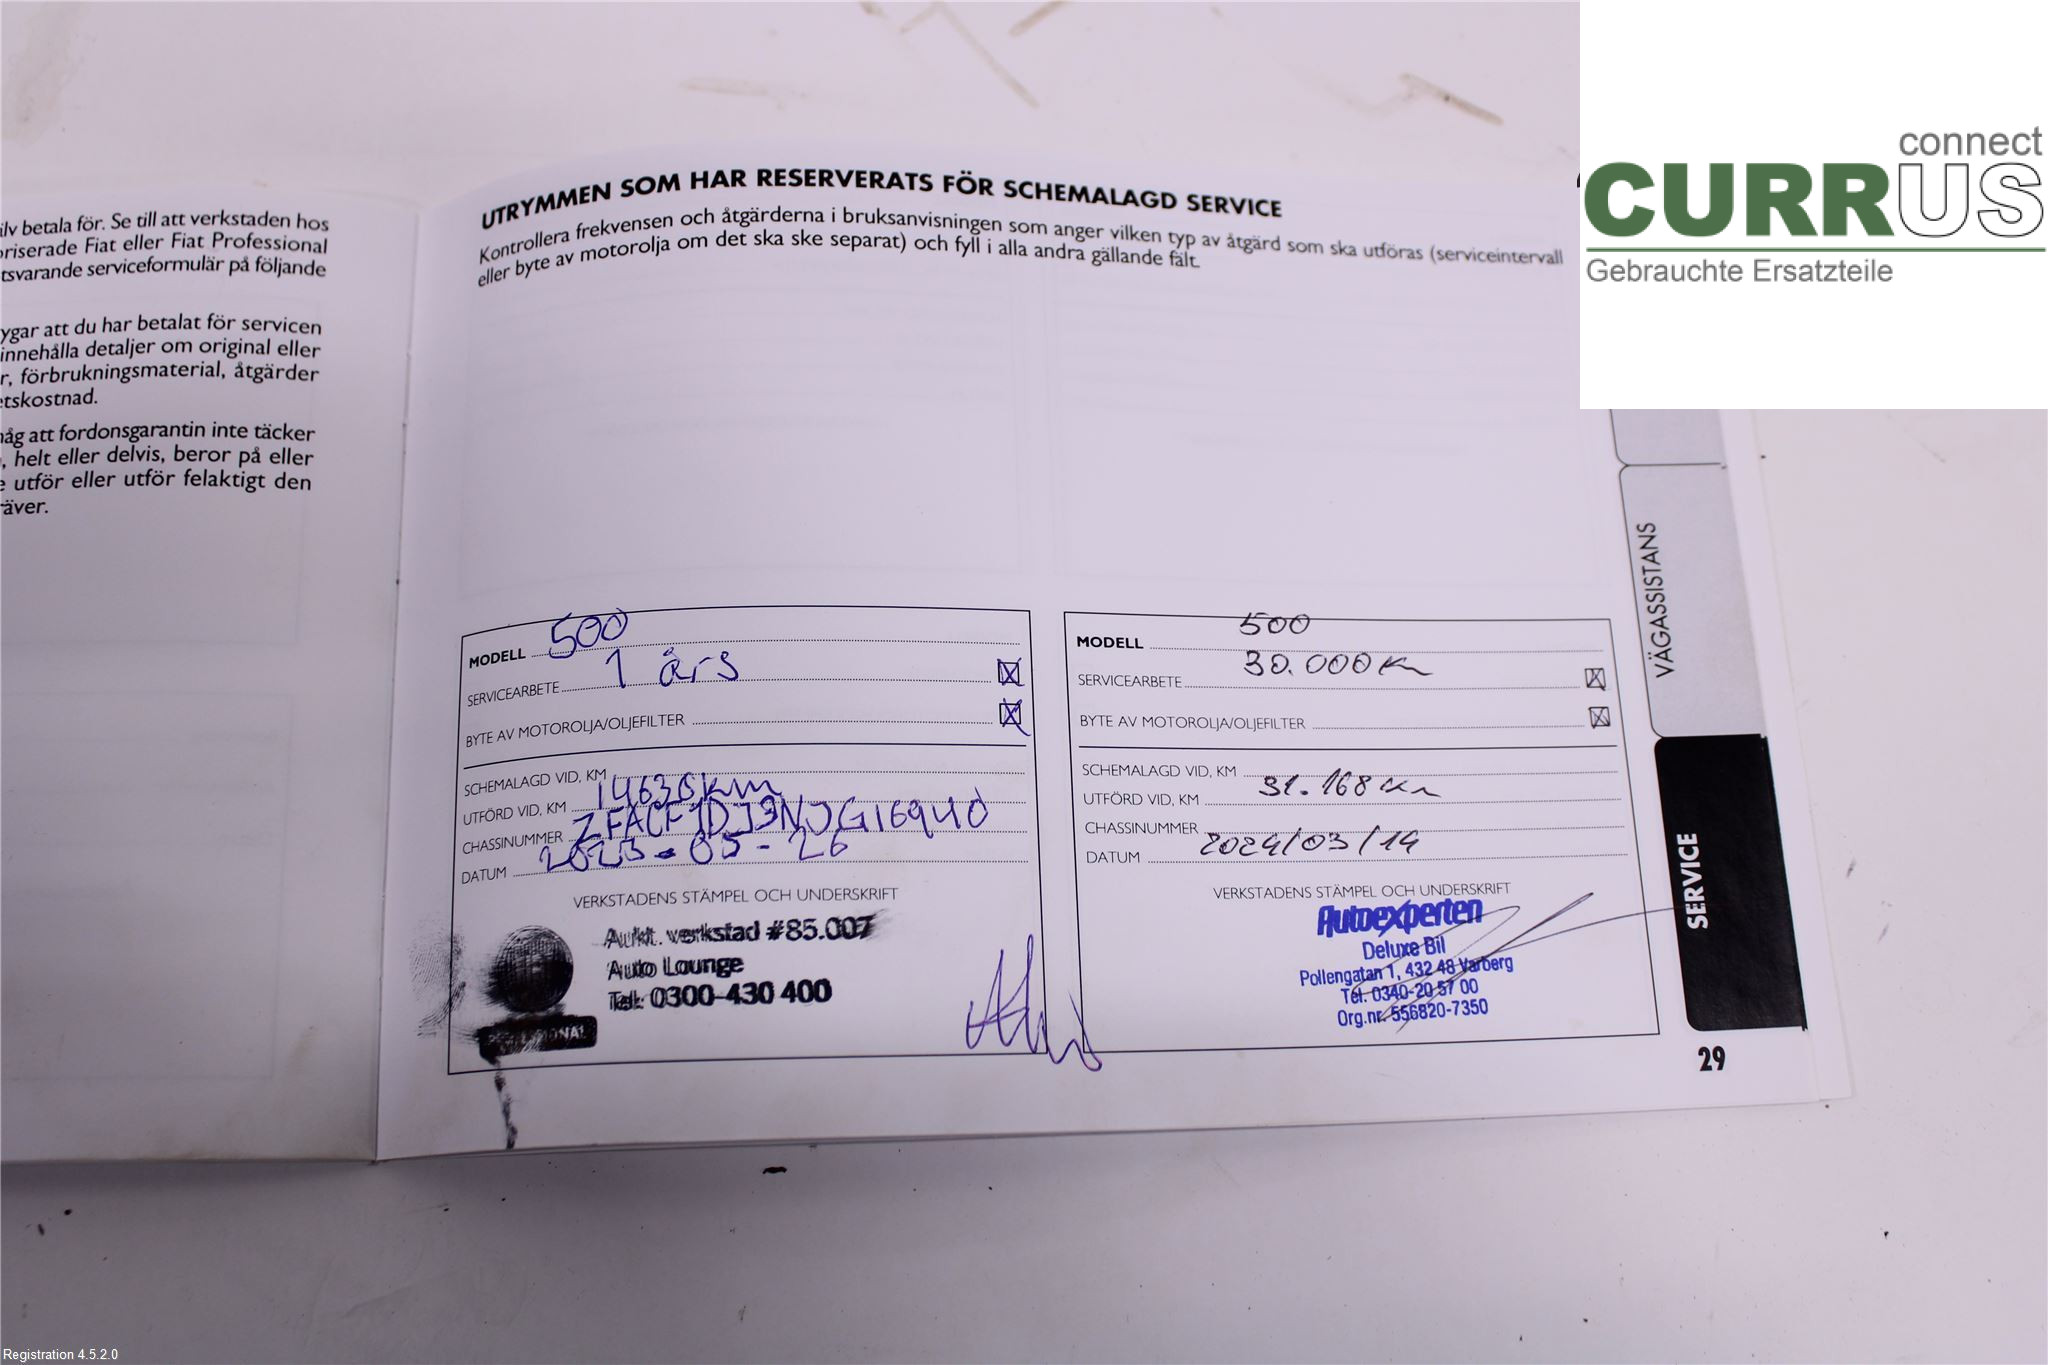 connect
CURRUS
Gebrauchte Ersatzteile
älv betala för. Se till att verkstaden hos
oriserade Fiat eller Fiat Professional
tsvarande serviceformulär på följande
ygar att du har betalat för servicen
innehålla detaljer om original eller
r, förbrukningsmaterial, åtgärder
etskostnad.
håg att fordonsgarantin inte täcker
, helt eller delvis, beror på eller
e utför eller utför felaktigt den
räver.
UTRYMMEN SOM HAR RESERVERATS FÖR SCHEMALAGD SERVICE
Kontrollera frekvensen och åtgärderna i bruksanvisningen som anger vilken typ av åtgärd som ska utföras (serviceintervall
eller byte av motorolja om det ska ske separat) och fyll i alla andra gällande fält.
MODELL 500
SERVICEARBETE 1 års
BYTE AV MOTOROLJA/OLJEFILTER
SCHEMALAGD VID, KM
UTFÖRD VID, KM 14636km
CHASSINUMMER ZFACF1DJ3NJG16940
DATUM 2023-05-26
VERKSTADENS STÄMPEL OCH UNDERSKRIFT
Aukt. verkstad #85.007
Auto Lounge
Tel: 0300-430 400
MODELL 500
SERVICEARBETE 30.000 Km
BYTE AV MOTOROLJA/OLJEFILTER
SCHEMALAGD VID, KM
UTFÖRD VID, KM 31.168 Km
CHASSINUMMER
DATUM 2024/03/14
VERKSTADENS STÄMPEL OCH UNDERSKRIFT
Autoexperten
Deluxe Bil
Pollengatan 1, 432 48 Varberg
Tel. 0340-20 57 00
Org.nr. 556820-7350
VÄGASSISTANS
SERVICE
29
Registration 4.5.2.0